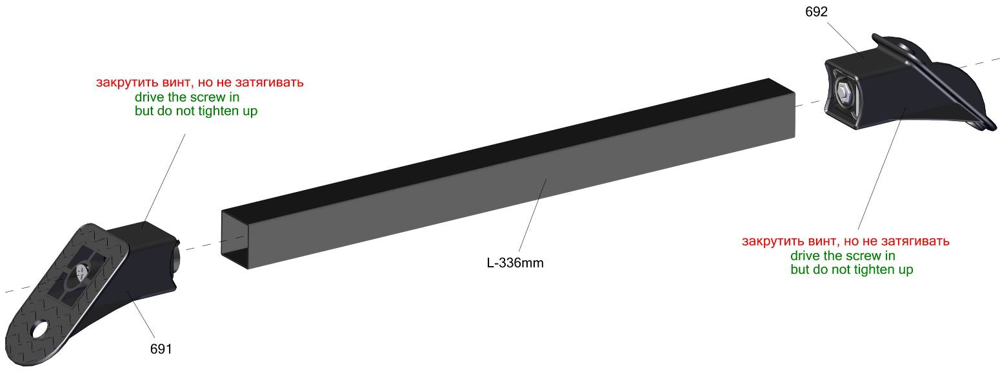 692
закрутить винт, но не затягивать
drive the screw in
but do not tighten up
L-336mm
закрутить винт, но не затягивать
drive the screw in
but do not tighten up
691